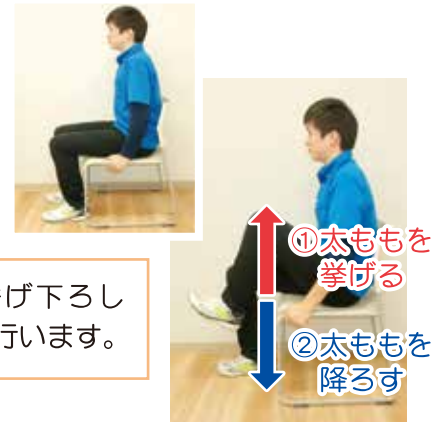 ①太ももを
挙げる
②太ももを
降ろす
げ下ろし
行います。